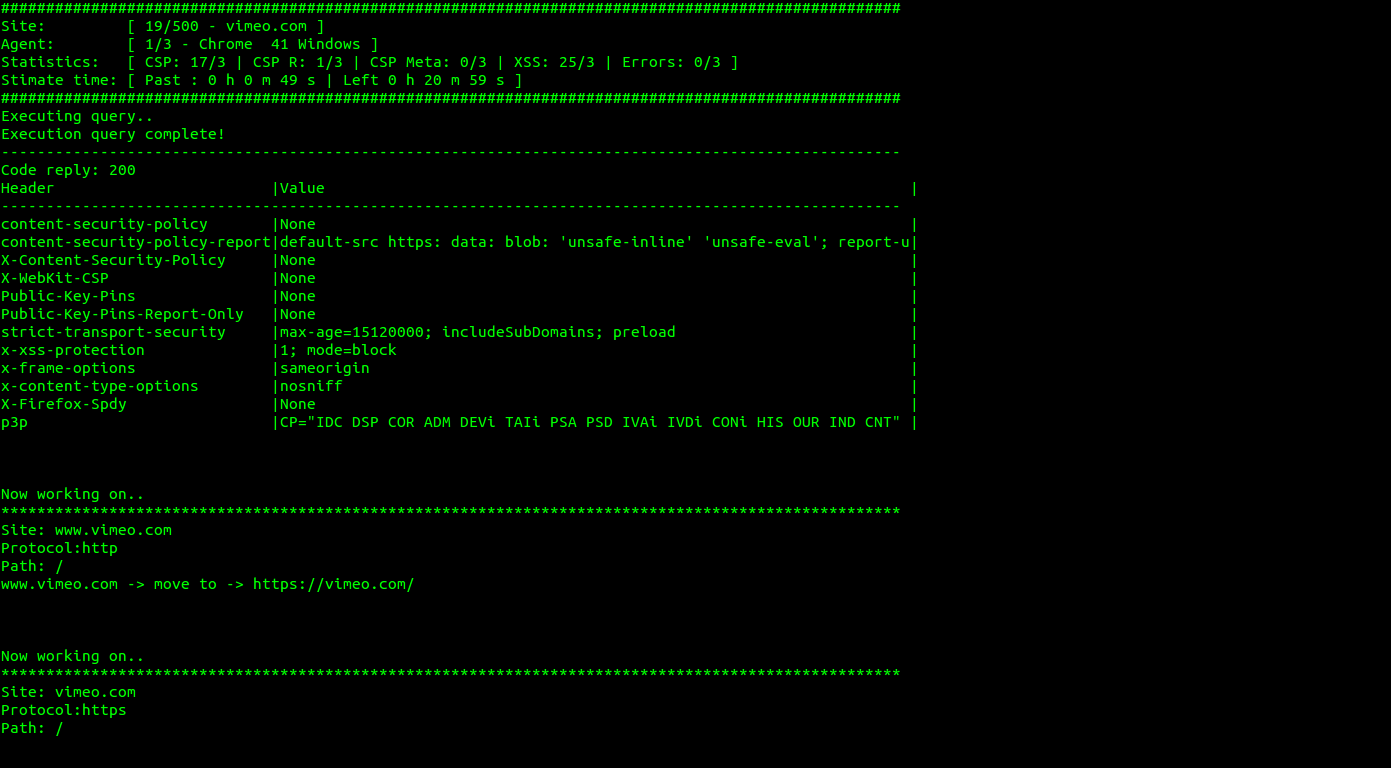 ####################################################################################################
Site:         [ 19/500 - vimeo.com ]
Agent:        [ 1/3 - Chrome  41 Windows ]
Statistics:   [ CSP: 17/3 | CSP R: 1/3 | CSP Meta: 0/3 | XSS: 25/3 | Errors: 0/3 ]
Stimate time: [ Past : 0 h 0 m 49 s | Left 0 h 20 m 59 s ]
####################################################################################################
Executing query..
Execution query complete!
----------------------------------------------------------------------------------------------------
Code reply: 200
Header                        |Value                                                                 |
----------------------------------------------------------------------------------------------------
content-security-policy       |None                                                                  |
content-security-policy-report|default-src https: data: blob: 'unsafe-inline' 'unsafe-eval'; report-u|
X-Content-Security-Policy     |None                                                                  |
X-WebKit-CSP                  |None                                                                  |
Public-Key-Pins               |None                                                                  |
Public-Key-Pins-Report-Only   |None                                                                  |
strict-transport-security     |max-age=15120000; includeSubDomains; preload                          |
x-xss-protection              |1; mode=block                                                         |
x-frame-options               |sameorigin                                                            |
x-content-type-options        |nosniff                                                               |
X-Firefox-Spdy                |None                                                                  |
p3p                           |CP="IDC DSP COR ADM DEVi TAIi PSA PSD IVAi IVDi CONi HIS OUR IND CNT" |
Now working on..
****************************************************************************************************
Site: www.vimeo.com
Protocol:http
Path: /
www.vimeo.com -> move to -> https://vimeo.com/
Now working on..
****************************************************************************************************
Site: vimeo.com
Protocol:https
Path: /